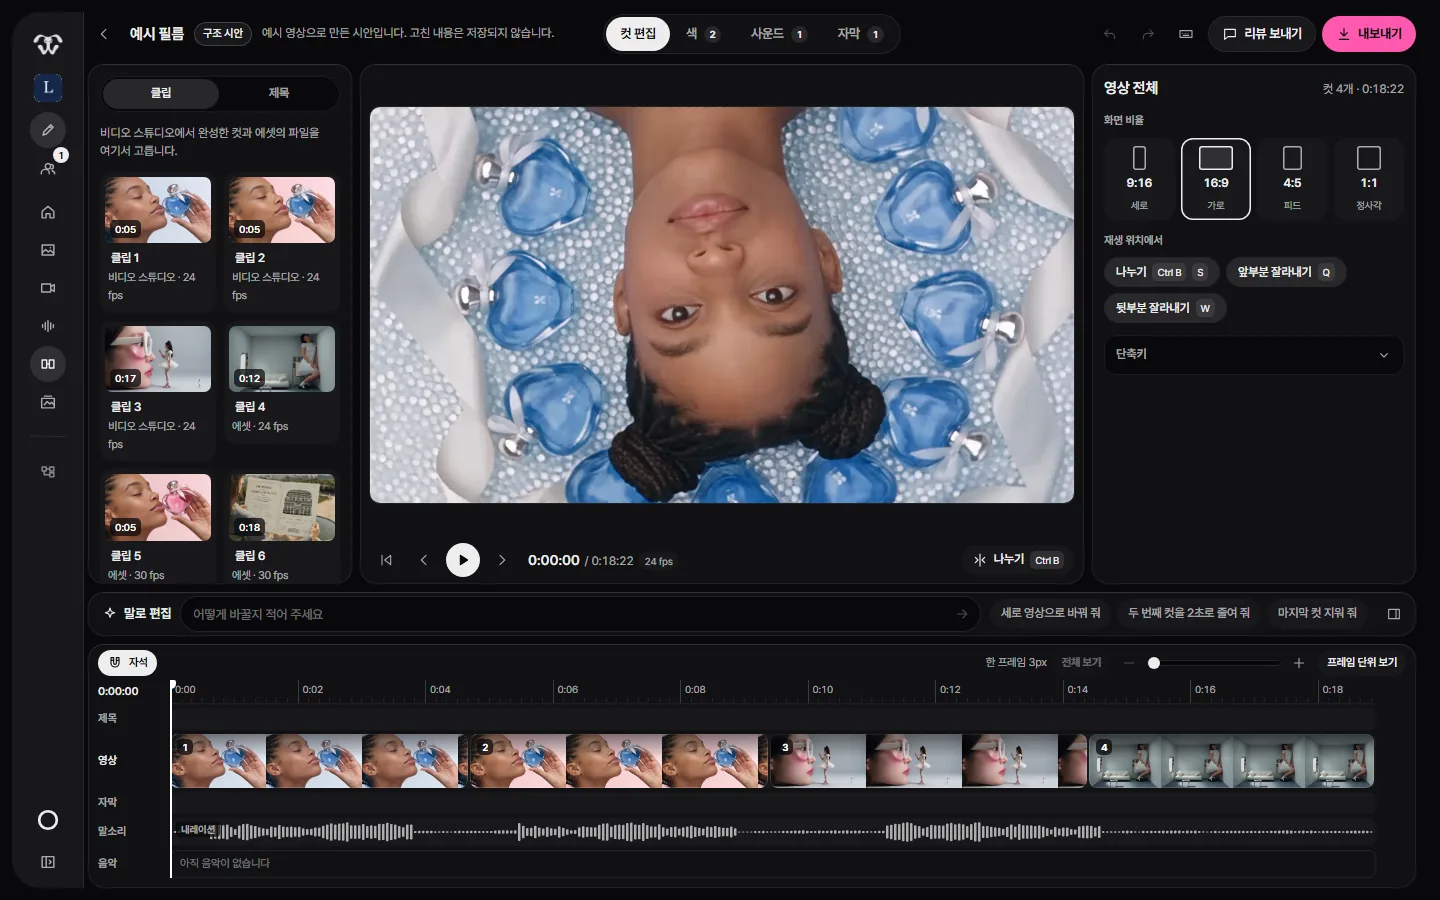 예시 필름
구조 시안
예시 영상으로 만든 시안입니다. 고친 내용은 저장되지 않습니다.
컷 편집
색 2
사운드 1
자막 1
리뷰 보내기
내보내기
L
1
클립
제목
비디오 스튜디오에서 완성한 컷과 에셋의 파일을
여기서 고릅니다.
0:05
클립 1
비디오 스튜디오 · 24
fps
0:05
클립 2
비디오 스튜디오 · 24
fps
0:17
클립 3
비디오 스튜디오 · 24
fps
0:12
클립 4
에셋 · 24 fps
0:05
클립 5
에셋 · 30 fps
0:18
클립 6
에셋 · 30 fps
0:00:00 / 0:18:22 24 fps
나누기 Ctrl B
영상 전체
컷 4개 · 0:18:22
화면 비율
9:16
세로
16:9
가로
4:5
피드
1:1
정사각
재생 위치에서
나누기 Ctrl B S
앞부분 잘라내기 Q
뒷부분 잘라내기 W
단축키
말로 편집
어떻게 바꿀지 적어 주세요
세로 영상으로 바꿔 줘
두 번째 컷을 2초로 줄여 줘
마지막 컷 지워 줘
자석
한 프레임 3px
전체 보기
프레임 단위 보기
0:00:00
0:00 0:02 0:04 0:06 0:08 0:10 0:12 0:14 0:16 0:18
제목
영상
1 2 3 4
자막
말소리
내레이션
음악
아직 음악이 없습니다